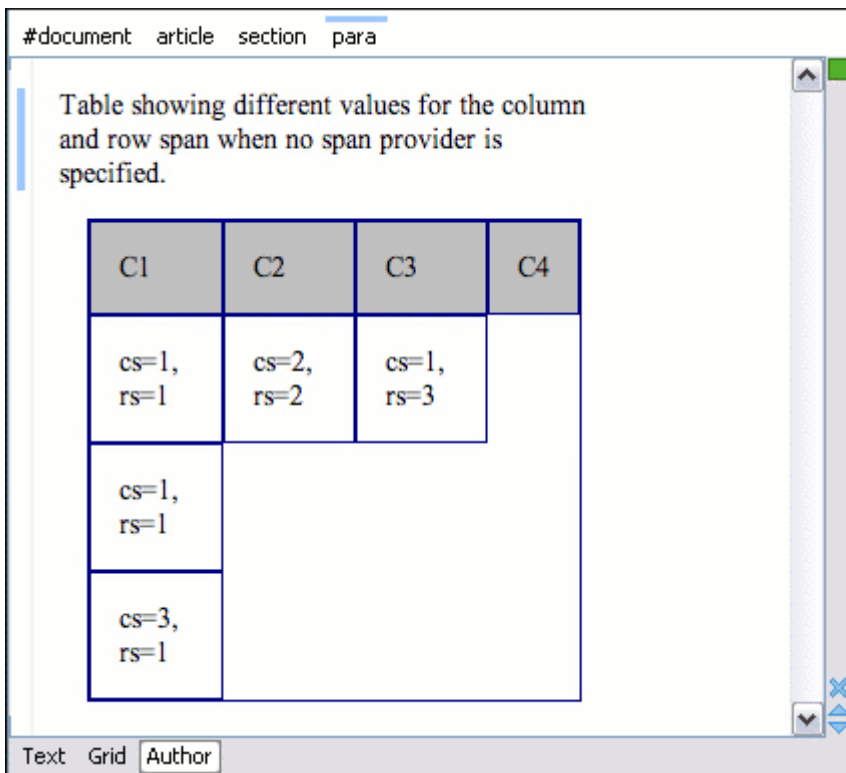 #document article section para
Table showing different values for the column
and row span when no span provider is
specified.
C1 C2 C3 C4
cs=1, cs=2, cs=1,
rs=1 rs=2 rs=3
cs=1,
rs=1
cs=3,
rs=1
Text Grid Author